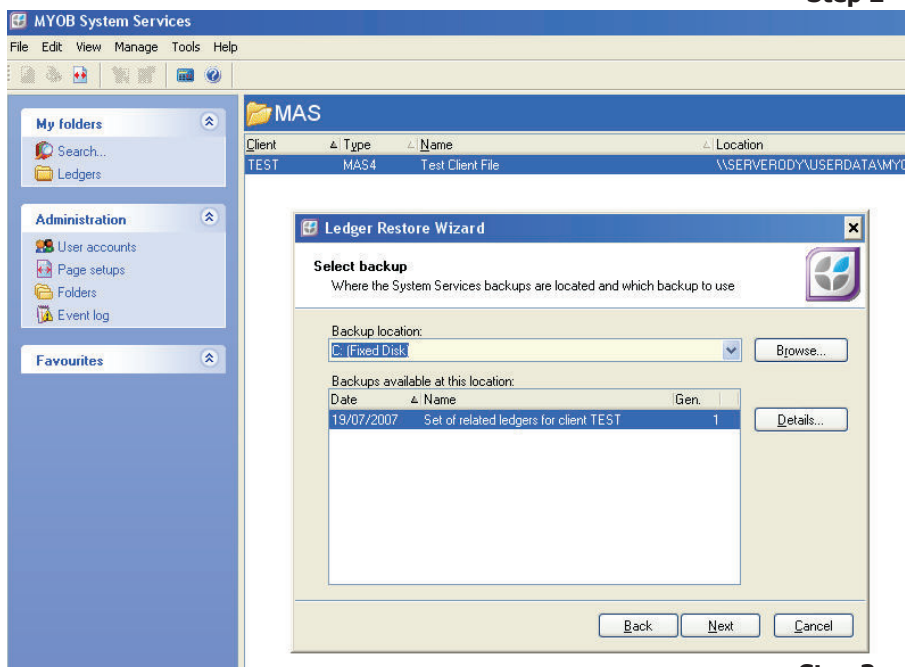 MYOB System Services
File Edit View Manage Tools Help
My folders
Search...
Ledgers
Administration
User accounts
Page setups
Folders
Event log
Favourites
MAS
Client Type Name Location
TEST MAS4 Test Client File \\SERVERODY\USERDATA\MYO
Ledger Restore Wizard
Select backup
Where the System Services backups are located and which backup to use
Backup location:
C: (Fixed Disk)
Browse...
Backups available at this location:
Date Name Gen.
19/07/2007 Set of related ledgers for client TEST 1
Details...
Back Next Cancel